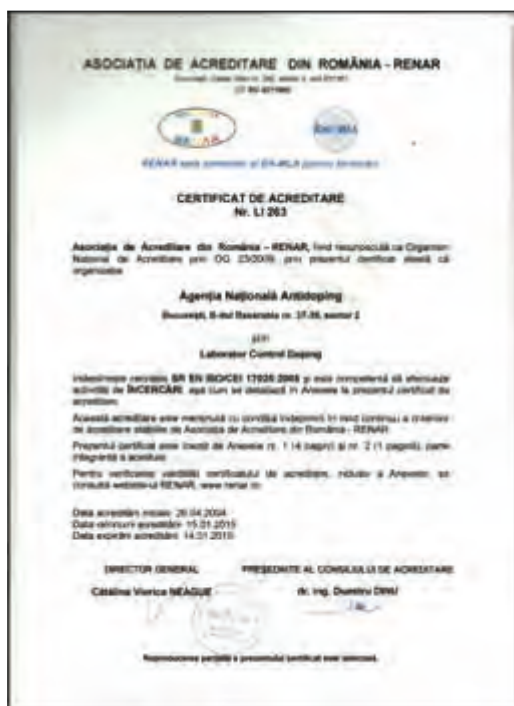 ASOCIAȚIA DE ACREDITARE DIN ROMÂNIA - RENAR
RENAR este semnatar al EA-MLA pentru încercări
CERTIFICAT DE ACREDITARE
Nr. LI 263
Asociația de Acreditare din România - RENAR, fiind recunoscută ca Organism
Național de Acreditare prin OG 23/2009, prin prezentul certificat atestă că
organizația
Agenția Națională Antidoping
București, B-dul Basarabia nr. 37-39, sector 2
prin
Laborator Control Doping
îndeplinește cerințele SR EN ISO/CEI 17025:2005 și este competentă să efectueze
activități de ÎNCERCĂRI, așa cum se detaliază în Anexele la prezentul certificat de
acreditare.
Această acreditare este menținută cu condiția îndeplinirii în mod continuu a criteriilor
de acreditare stabilite de Asociația de Acreditare din România - RENAR.
Prezentul certificat este însoțit de Anexele nr. 1 (4 pagini) și nr. 2 (1 pagină), parte
integrantă a acestuia.
Pentru verificarea validității certificatului de acreditare, inclusiv a Anexelor, se
consultă website-ul RENAR, www.renar.ro
Data acreditării inițiale: 26.04.2004
Data reînnoirii acreditării: 15.01.2010
Data expirării acreditării: 14.01.
DIRECTOR GENERAL PREȘEDINTE AL CONSILIULUI DE ACREDITARE
Cătălina Viorica NEAGUE dr. ing. Dumitru DINU
Reproducerea parțială a prezentului certificat este interzisă.